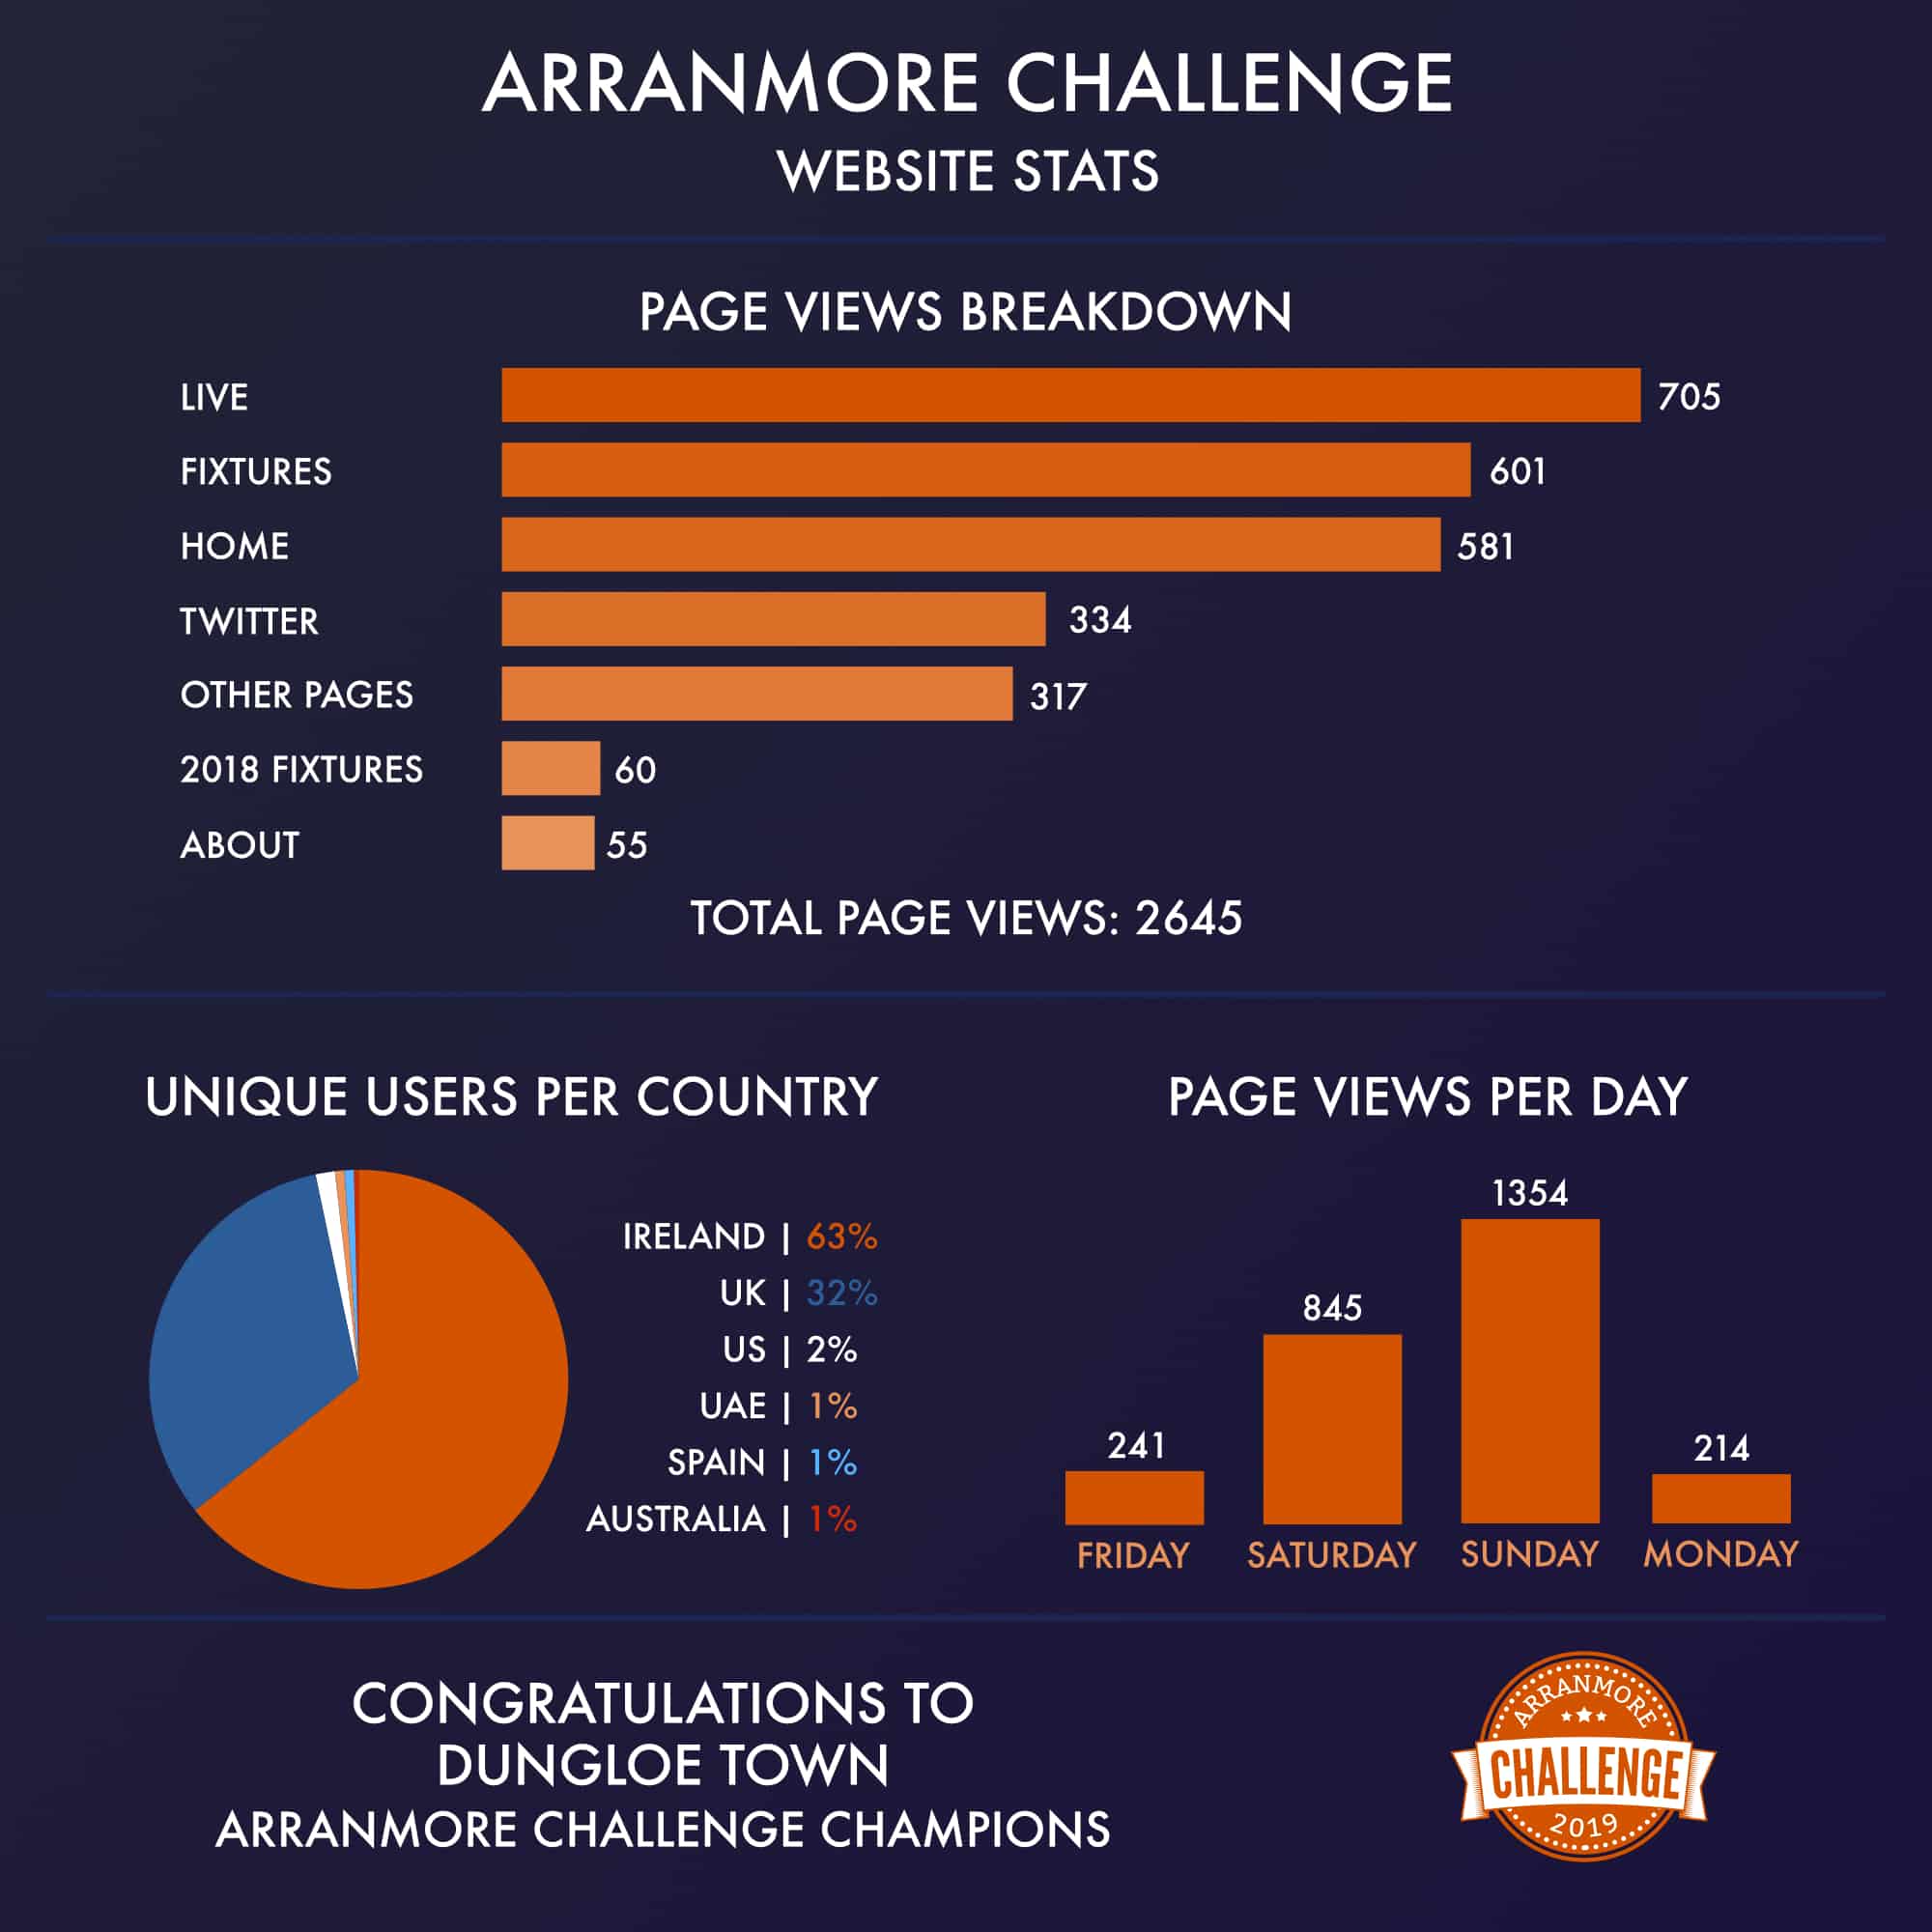 ARRANMORE CHALLENGE
WEBSITE STATS
PAGE VIEWS BREAKDOWN
LIVE 705
FIXTURES 601
HOME 581
TWITTER 334
OTHER PAGES 317
2018 FIXTURES 60
ABOUT 55
TOTAL PAGE VIEWS: 2645
UNIQUE USERS PER COUNTRY
IRELAND | 63%
UK | 32%
US | 2%
UAE | 1%
SPAIN | 1%
AUSTRALIA | 1%
PAGE VIEWS PER DAY
241 845 1354 214
FRIDAY SATURDAY SUNDAY MONDAY
CONGRATULATIONS TO
DUNGLOE TOWN
ARRANMORE CHALLENGE CHAMPIONS
ARRANMORE
CHALLENGE
2019